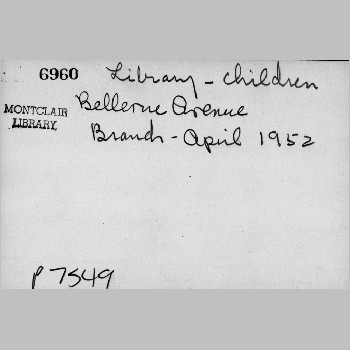 6960 Library - children
MONTCLAIR
LIBRARY,
Bellevue Avenue
Branch - April 1952
p 7549